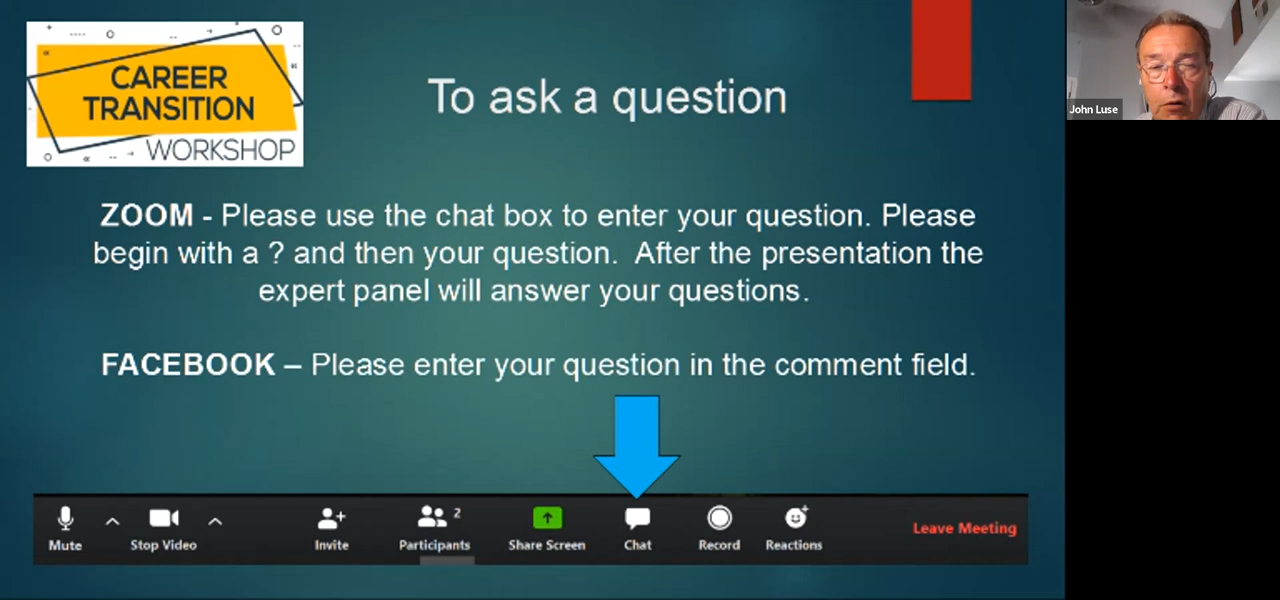 CAREER
TRANSITION
WORKSHOP
To ask a question
John Luse
ZOOM - Please use the chat box to enter your question. Please
begin with a ? and then your question.  After the presentation the
expert panel will answer your questions.
FACEBOOK – Please enter your question in the comment field.
Mute
Stop Video
Invite
Participants 2
Share Screen
Chat
Record
Reactions
Leave Meeting